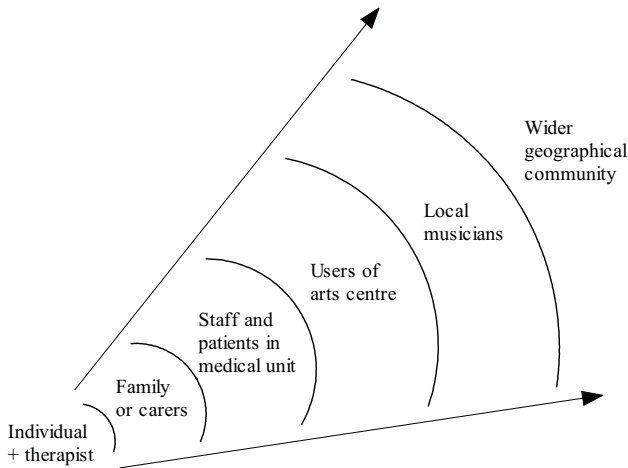 Individual
+ therapist
Family
or carers
Staff and
patients in
medical unit
Users of
arts centre
Local
musicians
Wider
geographical
community